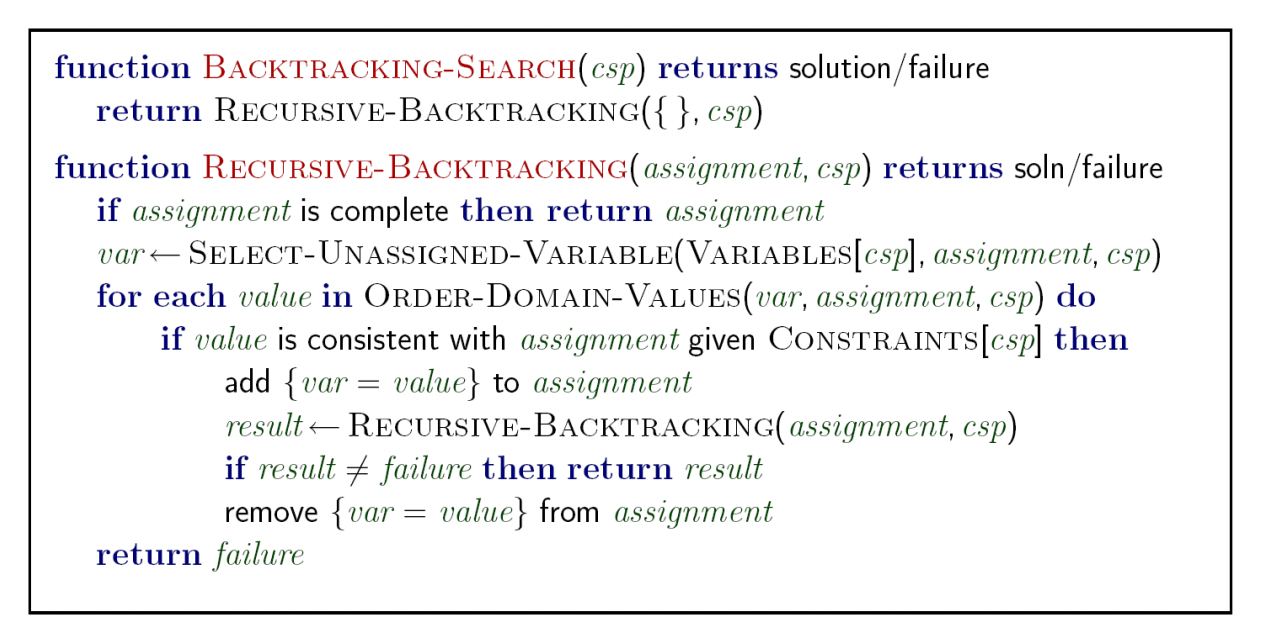 function BACKTRACKING-SEARCH(csp) returns solution/failure
return RECURSIVE-BACKTRACKING({ }, csp)
function RECURSIVE-BACKTRACKING(assignment, csp) returns soln/failure
if assignment is complete then return assignment
var ← SELECT-UNASSIGNED-VARIABLE(VARIABLES[csp], assignment, csp)
for each value in ORDER-DOMAIN-VALUES(var, assignment, csp) do
if value is consistent with assignment given CONSTRAINTS[csp] then
add {var = value} to assignment
result ← RECURSIVE-BACKTRACKING(assignment, csp)
if result ≠ failure then return result
remove {var = value} from assignment
return failure